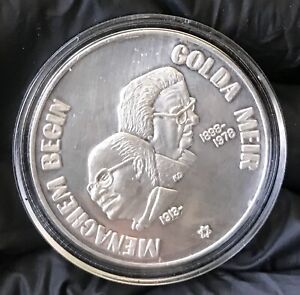 MENACHEM BEGIN
GOLDA MEIR
1898-
1978
1913-